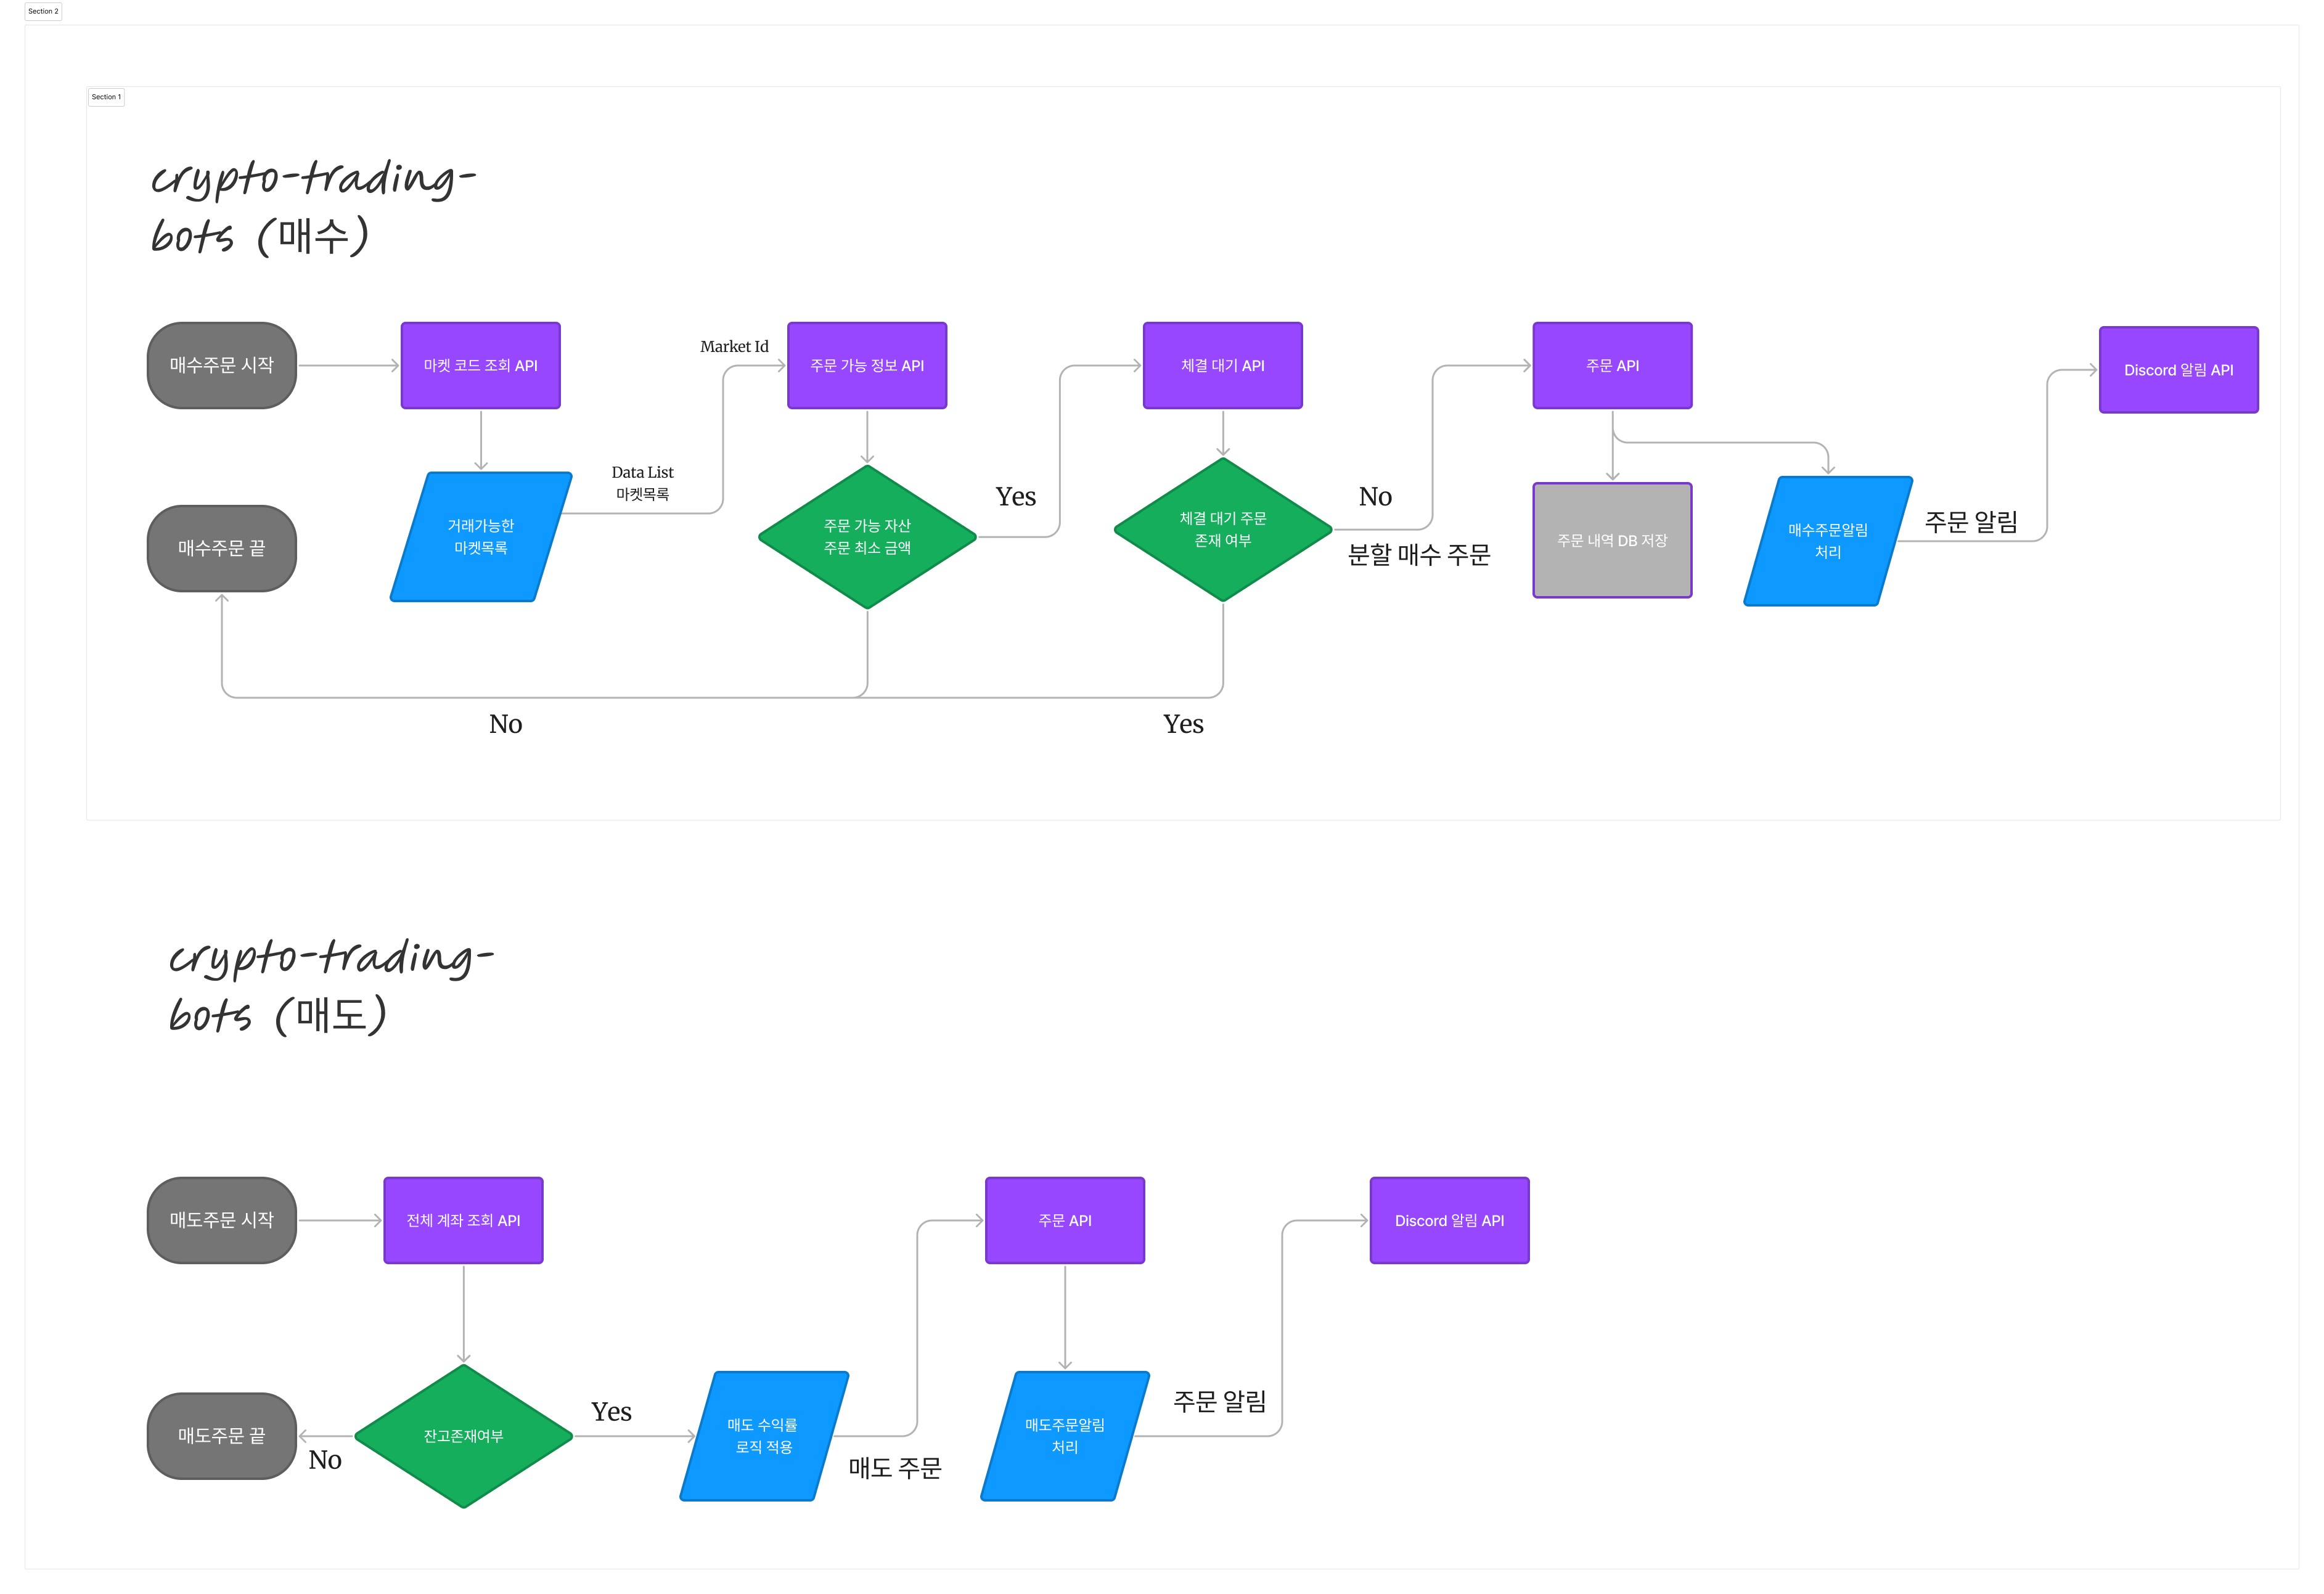 Section 2
Section 1
crypto-trading-
bots (매수)
매수주문 시작
마켓 코드 조회 API
Market Id
주문 가능 정보 API
체결 대기 API
주문 API
Discord 알림 API
매수주문 끝
거래가능한
마켓목록
Data List
마켓목록
주문 가능 자산
주문 최소 금액
Yes
체결 대기 주문
존재 여부
No
분할 매수 주문
주문 내역 DB 저장
매수주문알림
처리
주문 알림
No
Yes
crypto-trading-
bots (매도)
매도주문 시작
전체 계좌 조회 API
주문 API
Discord 알림 API
매도주문 끝
No
잔고존재여부
Yes
매도 수익률
로직 적용
매도 주문
매도주문알림
처리
주문 알림